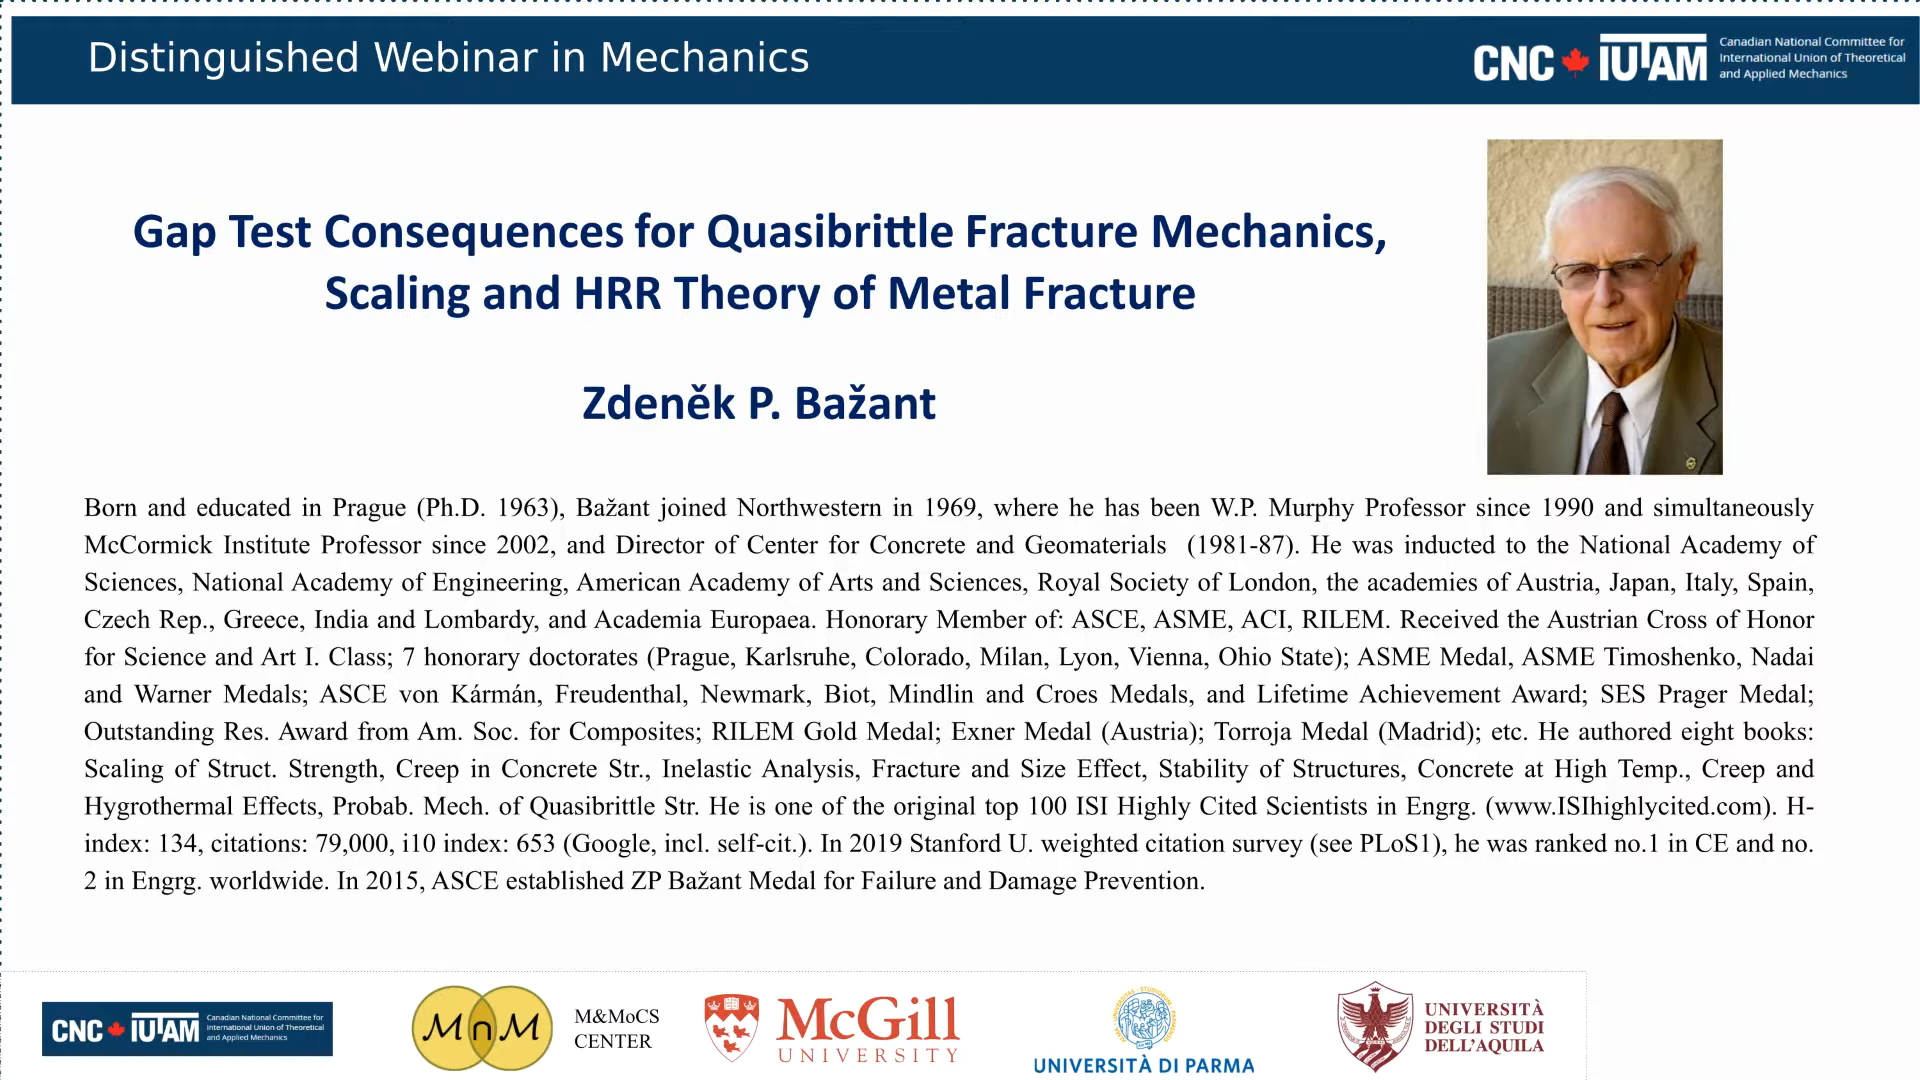 Distinguished Webinar in Mechanics
CNC IUTAM
Canadian National Committee for
International Union of Theoretical
and Applied Mechanics
Gap Test Consequences for Quasibrittle Fracture Mechanics,
Scaling and HRR Theory of Metal Fracture
Zdeněk P. Bažant
Born and educated in Prague (Ph.D. 1963), Bažant joined Northwestern in 1969, where he has been W.P. Murphy Professor since 1990 and simultaneously
McCormick Institute Professor since 2002, and Director of Center for Concrete and Geomaterials (1981-87). He was inducted to the National Academy of
Sciences, National Academy of Engineering, American Academy of Arts and Sciences, Royal Society of London, the academies of Austria, Japan, Italy, Spain,
Czech Rep., Greece, India and Lombardy, and Academia Europaea. Honorary Member of: ASCE, ASME, ACI, RILEM. Received the Austrian Cross of Honor
for Science and Art I. Class; 7 honorary doctorates (Prague, Karlsruhe, Colorado, Milan, Lyon, Vienna, Ohio State); ASME Medal, ASME Timoshenko, Nadai
and Warner Medals; ASCE von Kármán, Freudenthal, Newmark, Biot, Mindlin and Croes Medals, and Lifetime Achievement Award; SES Prager Medal;
Outstanding Res. Award from Am. Soc. for Composites; RILEM Gold Medal; Exner Medal (Austria); Torroja Medal (Madrid); etc. He authored eight books:
Scaling of Struct. Strength, Creep in Concrete Str., Inelastic Analysis, Fracture and Size Effect, Stability of Structures, Concrete at High Temp., Creep and
Hygrothermal Effects, Probab. Mech. of Quasibrittle Str. He is one of the original top 100 ISI Highly Cited Scientists in Engrg. (www.ISIhighlycited.com). H-
index: 134, citations: 79,000, i10 index: 653 (Google, incl. self-cit.). In 2019 Stanford U. weighted citation survey (see PLoS1), he was ranked no.1 in CE and no.
2 in Engrg. worldwide. In 2015, ASCE established ZP Bažant Medal for Failure and Damage Prevention.
CNC IUTAM
Canadian National Committee for
International Union of Theoretical
and Applied Mechanics
M∩M
M&MoCS
CENTER
McGill
UNIVERSITY
UNIVERSITÀ DI PARMA
UNIVERSITÀ
DEGLI STUDI
DELL'AQUILA